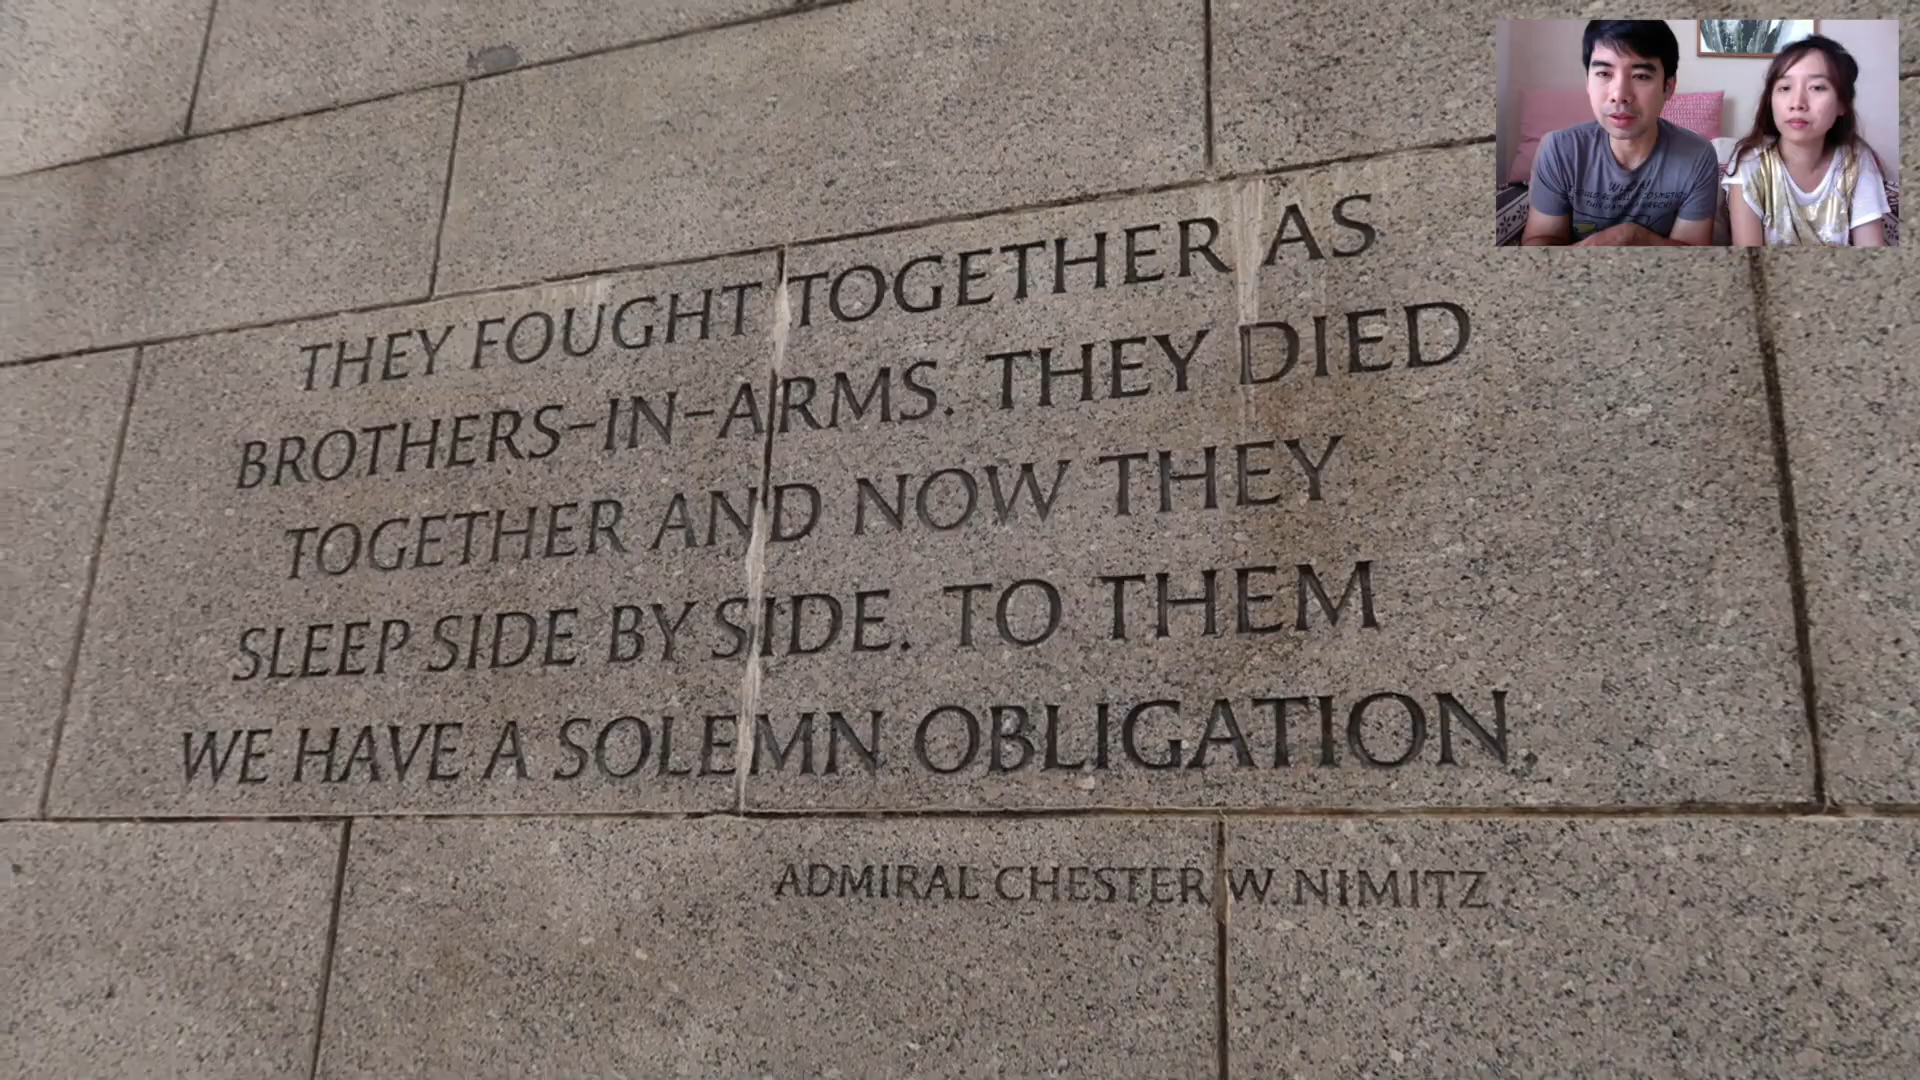 THEY FOUGHT TOGETHER AS
BROTHERS-IN-ARMS. THEY DIED
TOGETHER AND NOW THEY
SLEEP SIDE BY SIDE. TO THEM
WE HAVE A SOLEMN OBLIGATION.
ADMIRAL CHESTER W. NIMITZ